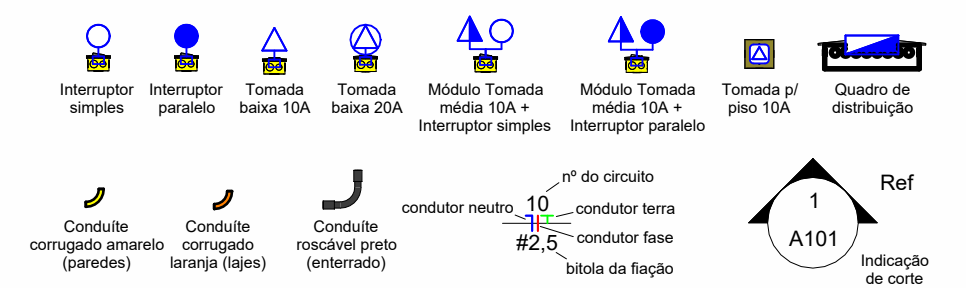 Interruptor
simples
Interruptor
paralelo
Tomada
baixa 10A
Tomada
baixa 20A
Módulo Tomada
média 10A +
Interruptor simples
Módulo Tomada
média 10A +
Interruptor paralelo
Tomada p/
piso 10A
Quadro de
distribuição
Conduíte
corrugado amarelo
(paredes)
Conduíte
corrugado
laranja (lajes)
Conduíte
roscável preto
(enterrado)
nº do circuito
condutor neutro
10
condutor terra
condutor fase
#2,5
bitola da fiação
1
A101
Ref
Indicação
de corte